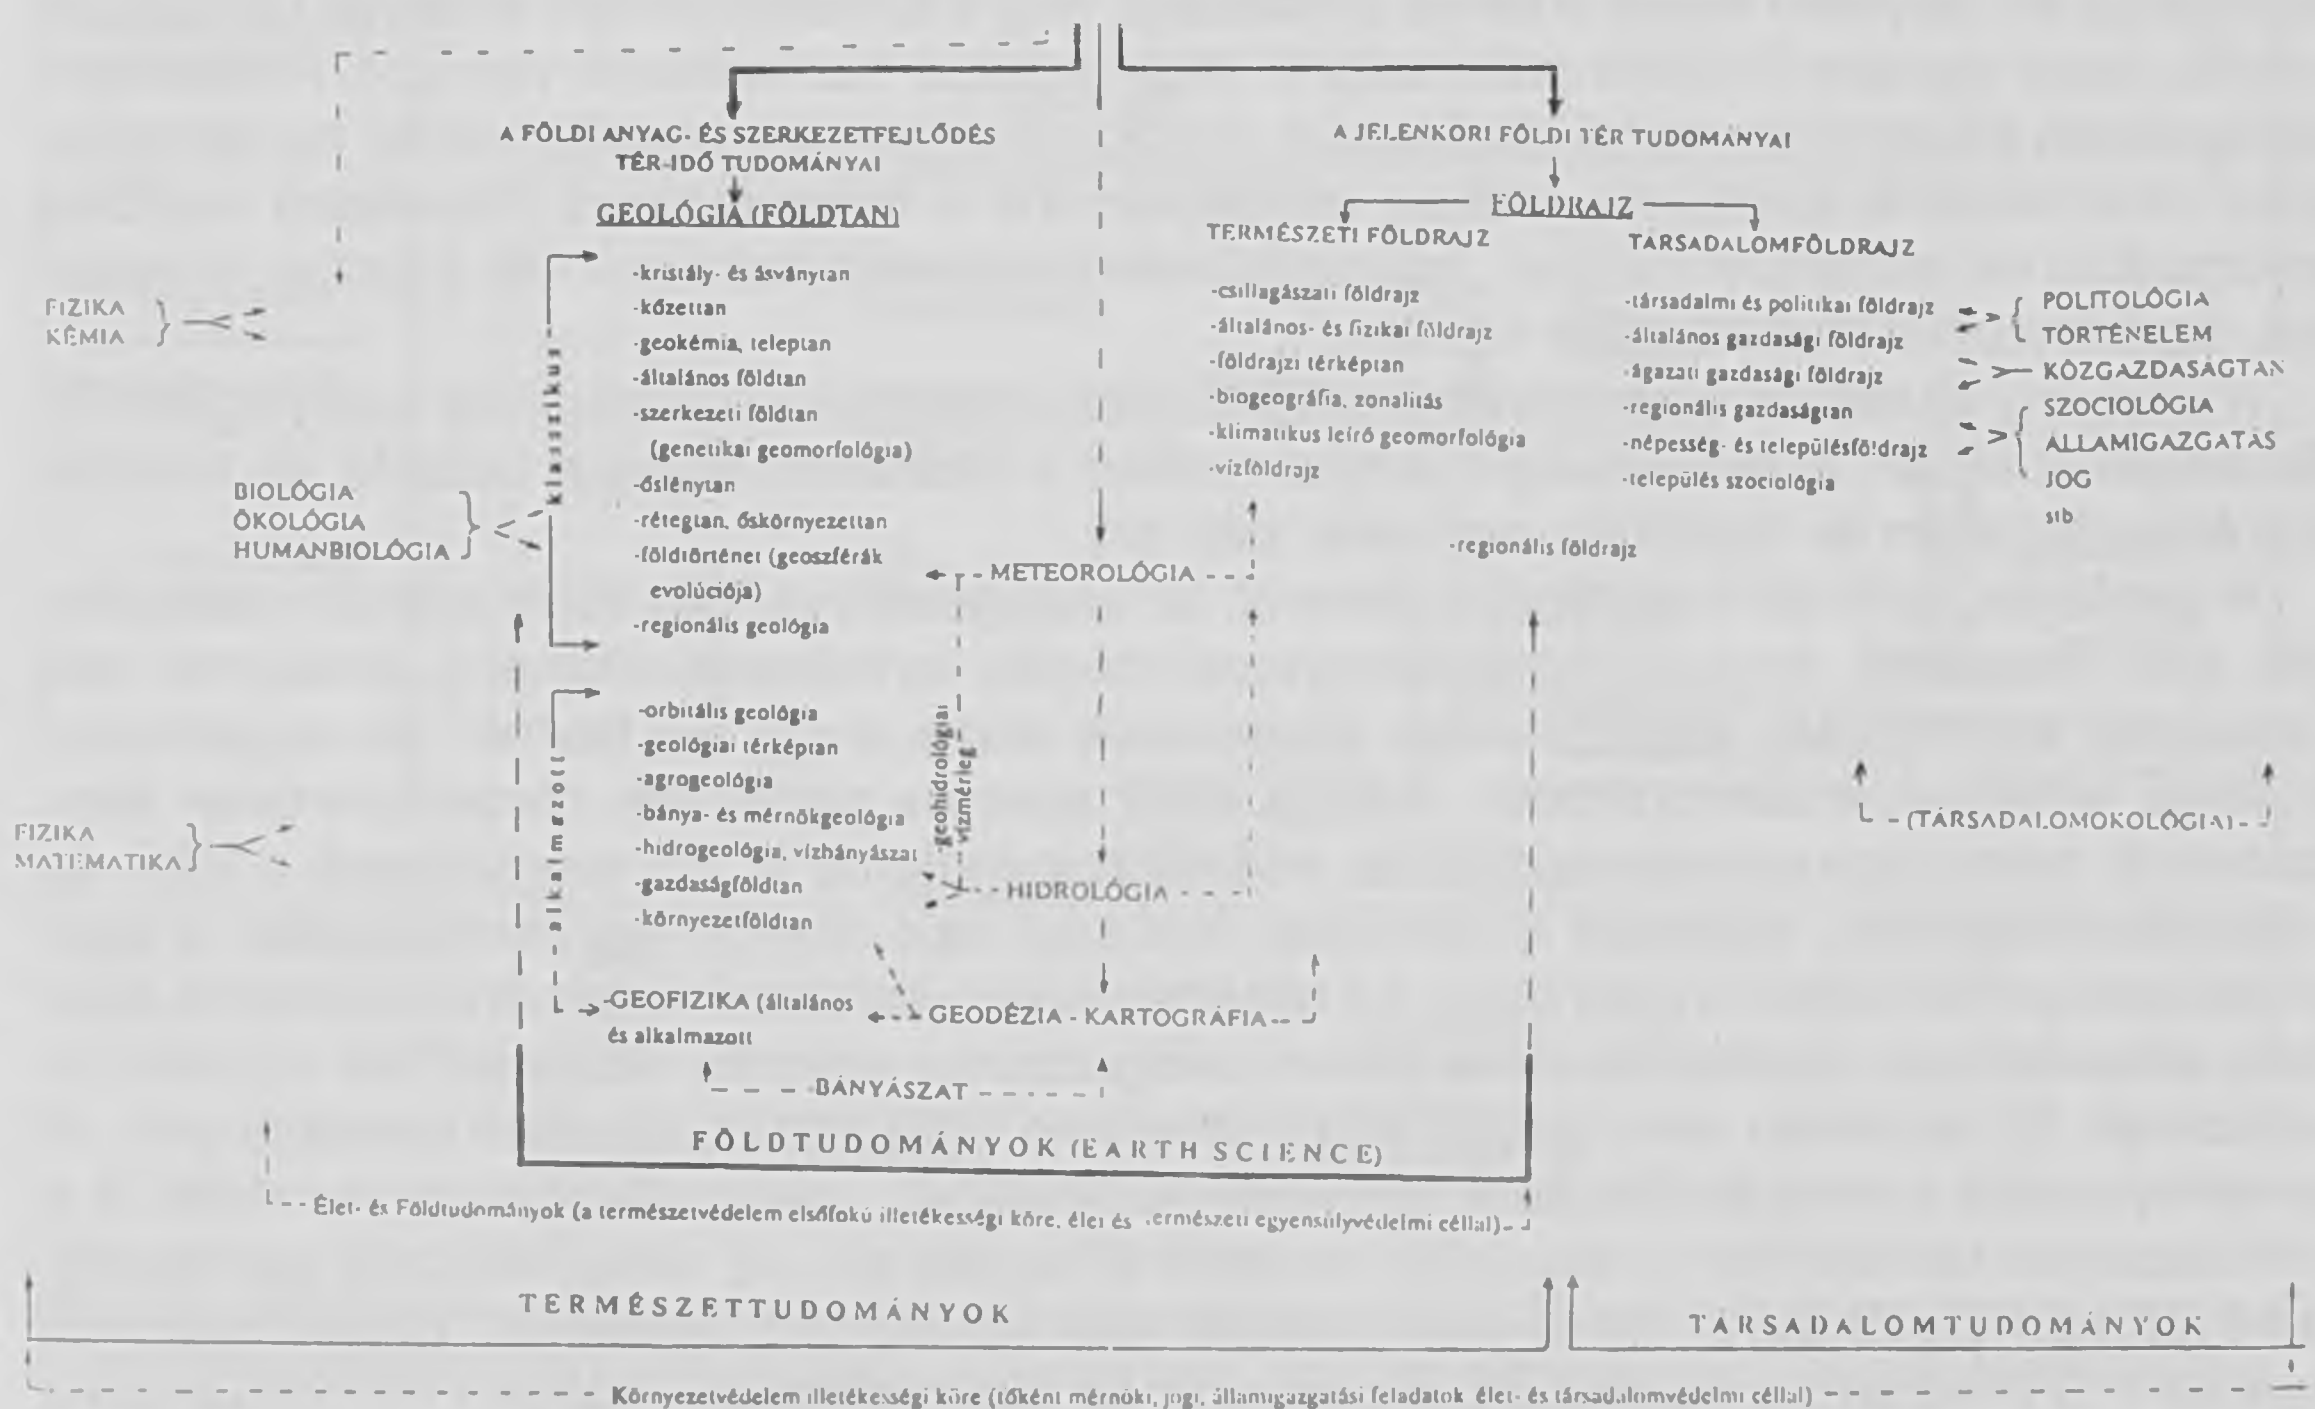 A FÖLDI ANYAG- ÉS SZERKEZETFEJLŐDÉS
TÉR-IDŐ TUDOMÁNYAI
GEOLÓGIA (FÖLDTAN)
klasszikus
-kristály- és ásványtan
-kőzettan
-geokémia, teleptan
-általános földtan
-szerkezeti földtan
(genetikai geomorfológia)
-őslénytan
-rétegtan, őskörnyezettan
-földtörténet (geoszférák
evolúciója)
-regionális geológia
alkalmazott
-orbitális geológia
-geológiai térképtan
-agrogeológia
-bánya- és mérnökgeológia
-hidrogeológia, vízbányászat
-gazdaságföldtan
-környezetföldtan
-GEOFIZIKA (általános
és alkalmazott
FIZIKA
KÉMIA
BIOLÓGIA
ÖKOLÓGIA
HUMANBIOLÓGIA
FIZIKA
MATEMATIKA
METEOROLÓGIA
-geohidrológiai
vízmérleg
HIDROLÓGIA
GEODÉZIA - KARTOGRÁFIA
BÁNYÁSZAT
A JELENKORI FÖLDI TÉR TUDOMÁNYAI
FÖLDRAJZ
TERMÉSZETI FÖLDRAJZ
-csillagászati földrajz
-általános- és fizikai földrajz
-földrajzi térképtan
-biogeográfia, zonalitás
-klimatikus leíró geomorfológia
-vízföldrajz
TÁRSADALOMFÖLDRAJZ
-társadalmi és politikai földrajz
-általános gazdasági földrajz
-ágazati gazdasági földrajz
-regionális gazdaságtan
-népesség- és településföldrajz
-település szociológia
-regionális földrajz
POLITOLÓGIA
TÖRTÉNELEM
KÖZGAZDASÁGTAN
SZOCIOLÓGIA
ÁLLAMIGAZGATÁS
JOG
stb
(TÁRSADALOMÖKOLÓGIA)
FÖLDTUDOMÁNYOK (EARTH SCIENCE)
Élet- és Földtudományok (a természetvédelem elsőfokú illetékességi köre, élet és természeti egyensúlyvédelmi céllal)
TERMÉSZETTUDOMÁNYOK
TÁRSADALOMTUDOMÁNYOK
Környezetvédelem illetékességi köre (főként mérnöki, jogi, államigazgatási feladatok élet- és társadalomvédelmi céllal)